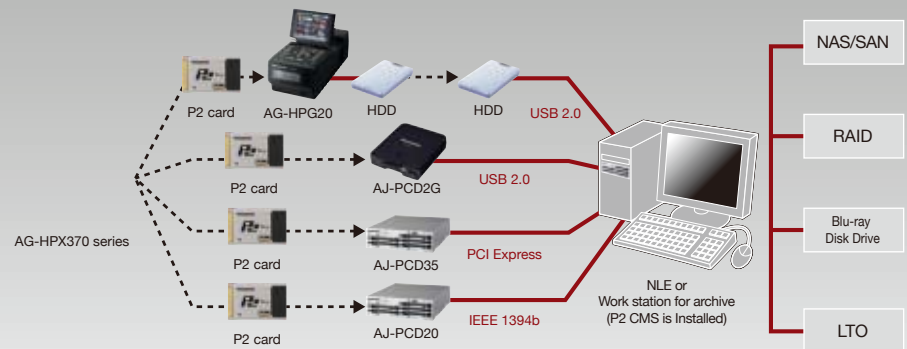 NAS/SAN
P2 card
AG-HPG20
HDD
HDD
USB 2.0
RAID
P2 card
AJ-PCD2G
USB 2.0
AG-HPX370 series
P2 card
AJ-PCD35
PCI Express
Blu-ray
Disk Drive
NLE or
Work station for archive
(P2 CMS is Installed)
P2 card
AJ-PCD20
IEEE 1394b
LTO